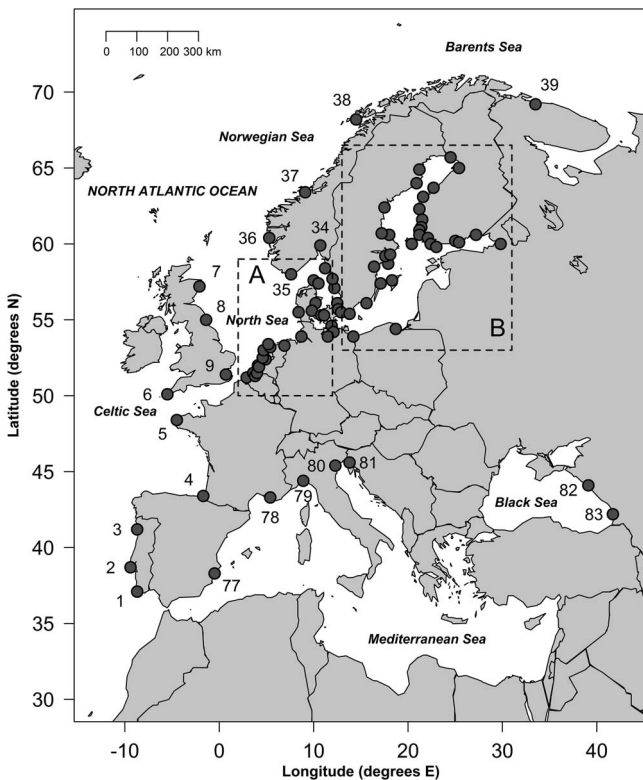 0 100 200 300 km
Barents Sea
39
38
Norwegian Sea
37
NORTH ATLANTIC OCEAN
36
34
35
A
7
8
North Sea
B
9
6
Celtic Sea
5
4
80
81
79
78
82
Black Sea
83
3
2
77
1
Mediterranean Sea
70
65
60
55
50
45
40
35
30
Latitude (degrees N)
-10 0 10 20 30 40
Longitude (degrees E)